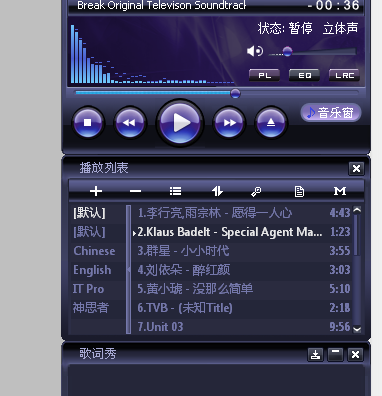 Break Original Televison Soundtrack
- 00:36
状态: 暂停 立体声
PL EQ LRC
音乐窗
播放列表
M
[默认]
[默认]
Chinese
English
IT Pro
神思者
1.李行亮,雨宗林 - 愿得一人心 4:43
2.Klaus Badelt - Special Agent Ma... 1:23
3.群星 - 小小时代 3:55
4.刘依朵 - 醉红颜 3:03
5.黄小琥 - 没那么简单 5:10
6.TVB - (未知Title) 2:18
7.Unit 03 9:56
歌词秀